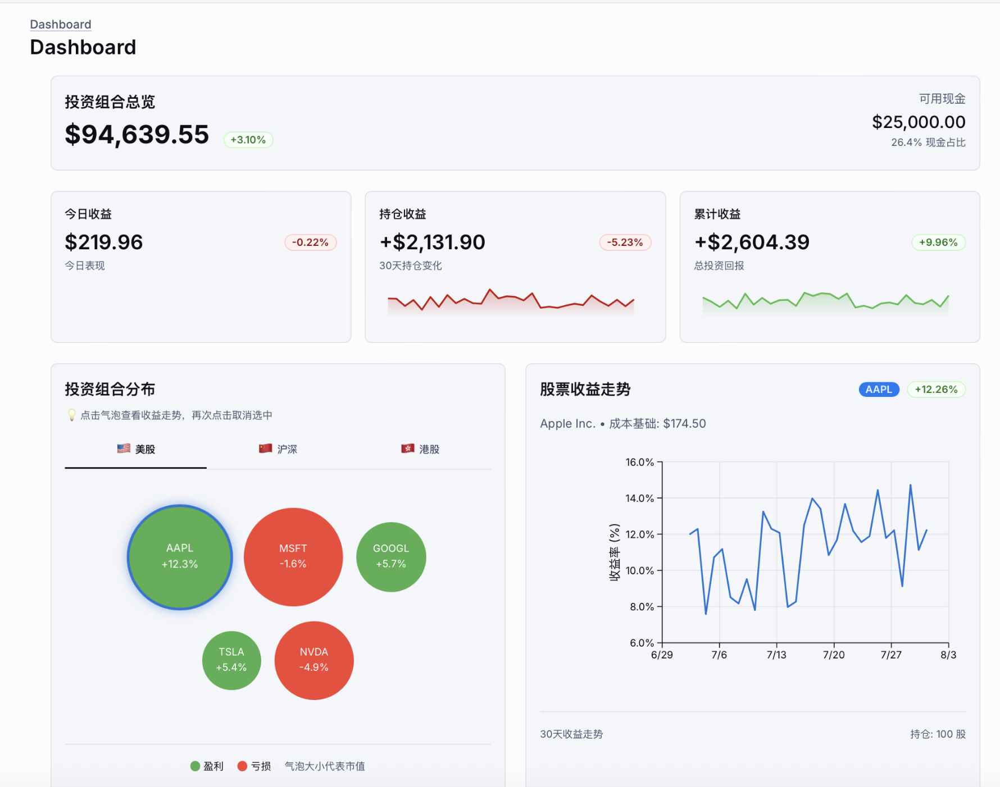 Dashboard
Dashboard
投资组合总览
$94,639.55 +3.10%
可用现金
$25,000.00
26.4% 现金占比
今日收益
$219.96 -0.22%
今日表现
持仓收益
+$2,131.90 -5.23%
30天持仓变化
累计收益
+$2,604.39 +9.96%
总投资回报
投资组合分布
💡 点击气泡查看收益走势，再次点击取消选中
🇺🇸 美股 🇨🇳 沪深 🇭🇰 港股
AAPL
+12.3%
MSFT
-1.6%
GOOGL
+5.7%
TSLA
+5.4%
NVDA
-4.9%
盈利 亏损 气泡大小代表市值
股票收益走势 AAPL +12.26%
Apple Inc. • 成本基础: $174.50
收益率 (%)
16.0%
14.0%
12.0%
10.0%
8.0%
6.0%
6/29 7/6 7/13 7/20 7/27 8/3
30天收益走势 持仓: 100 股